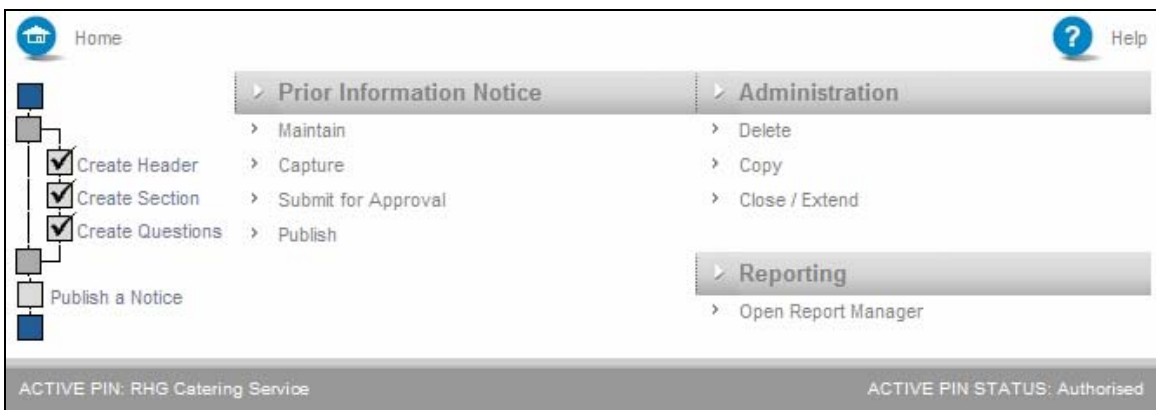 Home
? Help
Prior Information Notice
Maintain
Capture
Submit for Approval
Publish
Administration
Delete
Copy
Close / Extend
Reporting
Open Report Manager
Create Header
Create Section
Create Questions
Publish a Notice
ACTIVE PIN: RHG Catering Service
ACTIVE PIN STATUS: Authorised